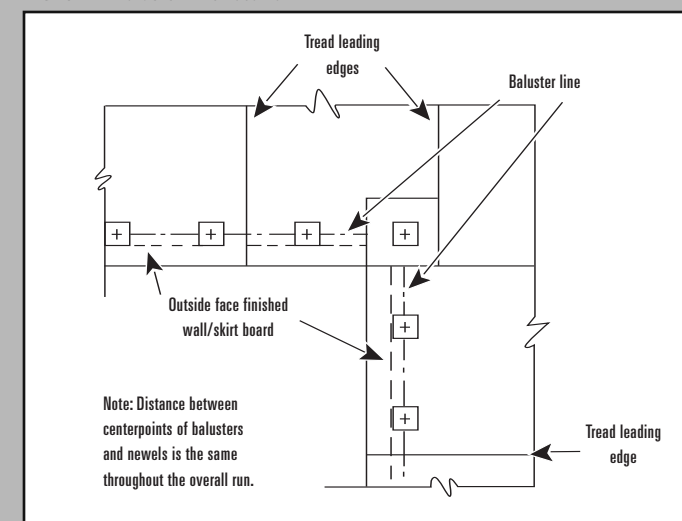 Tread leading
edges
Baluster line
Outside face finished
wall/skirt board
Note: Distance between
centerpoints of balusters
and newels is the same
throughout the overall run.
Tread leading
edge